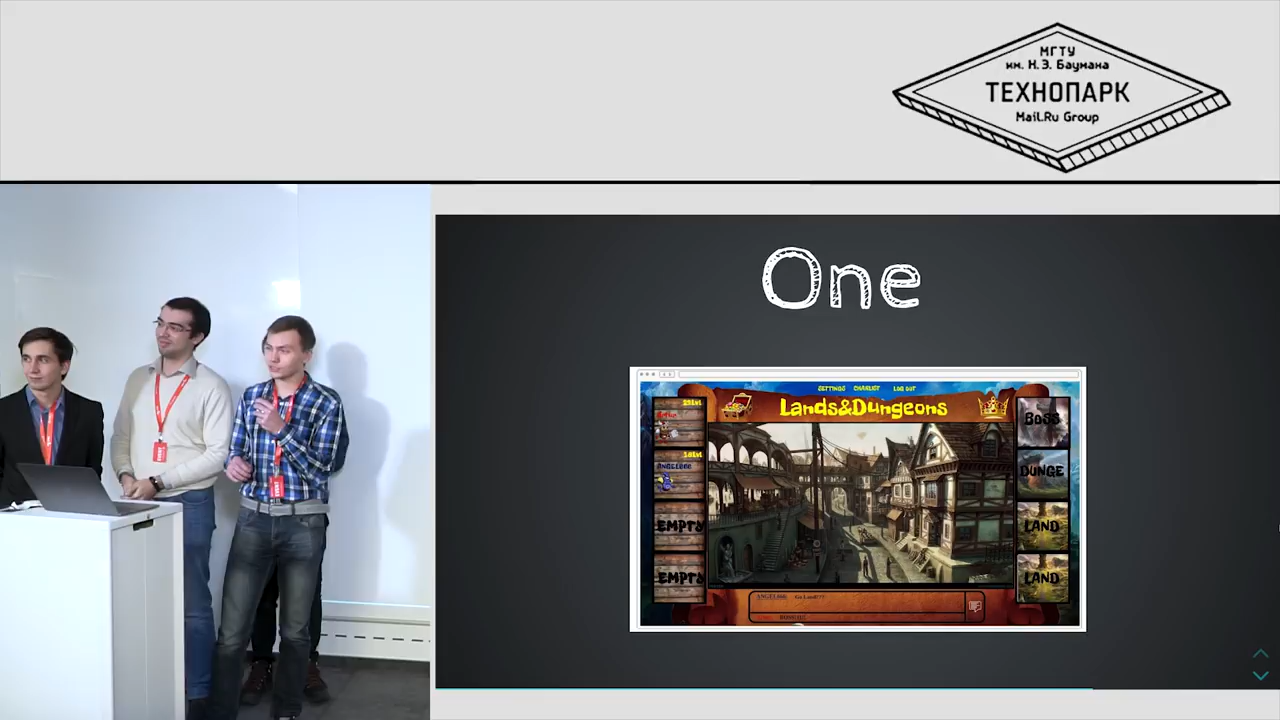 МГТУ
им. Н.Э. Баумана
ТЕХНОПАРК
Mail.Ru Group
One
SETTINGS CHARLIST LOG OUT
Lands&Dungeons
BOSS
ANGEL000
DUNGE
EMPTY
LAND
EMPTY
LAND